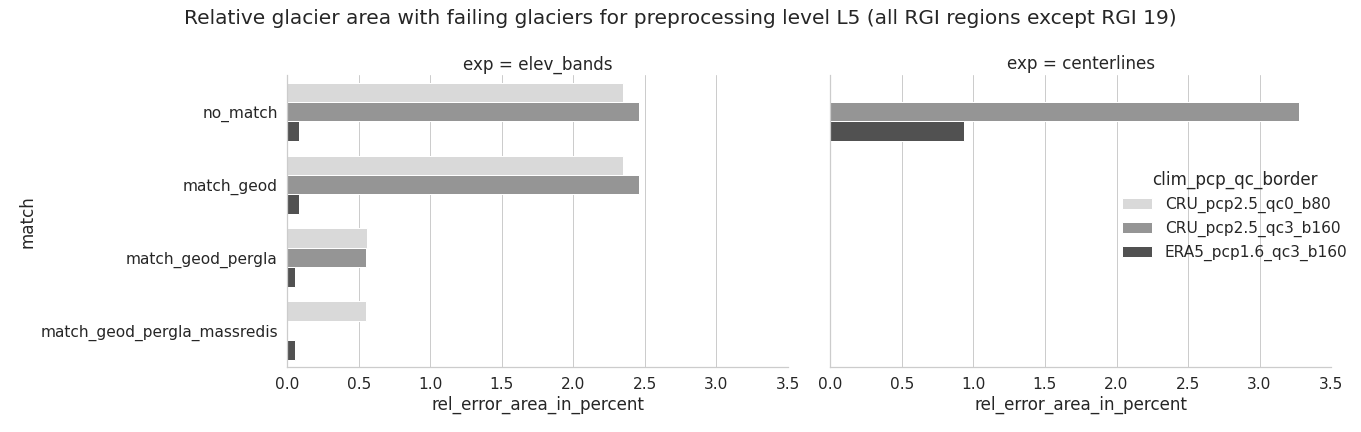 Relative glacier area with failing glaciers for preprocessing level L5 (all RGI regions except RGI 19)
exp = elev_bands
exp = centerlines
match
no_match
match_geod
match_geod_pergla
match_geod_pergla_massredis
clim_pcp_qc_border
CRU_pcp2.5_qc0_b80
CRU_pcp2.5_qc3_b160
ERA5_pcp1.6_qc3_b160
0.0 0.5 1.0 1.5 2.0 2.5 3.0 3.5
0.0 0.5 1.0 1.5 2.0 2.5 3.0 3.5
rel_error_area_in_percent
rel_error_area_in_percent